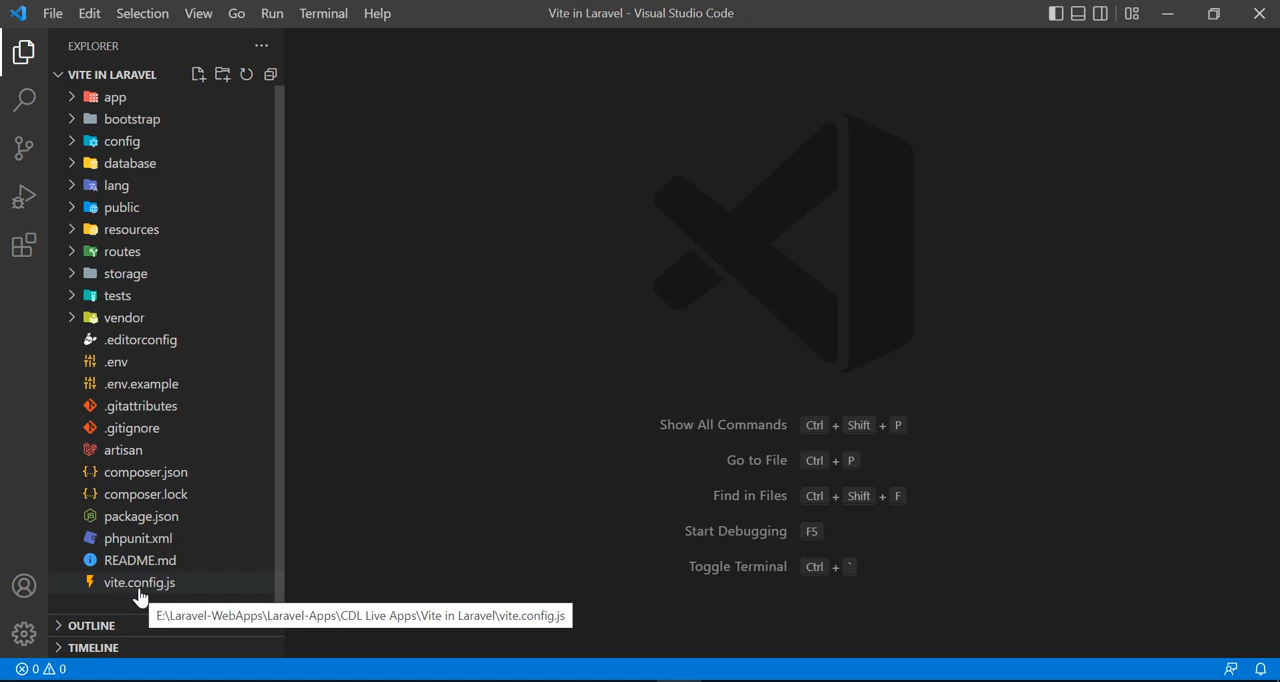 File Edit Selection View Go Run Terminal Help
Vite in Laravel - Visual Studio Code
EXPLORER
VITE IN LARAVEL
app
bootstrap
config
database
lang
public
resources
routes
storage
tests
vendor
.editorconfig
.env
.env.example
.gitattributes
.gitignore
artisan
composer.json
composer.lock
package.json
phpunit.xml
README.md
vite.config.js
E:\Laravel-WebApps\Laravel-Apps\CDL Live Apps\Vite in Laravel\vite.config.js
OUTLINE
TIMELINE
Show All Commands Ctrl + Shift + P
Go to File Ctrl + P
Find in Files Ctrl + Shift + F
Start Debugging F5
Toggle Terminal Ctrl + `
0 0